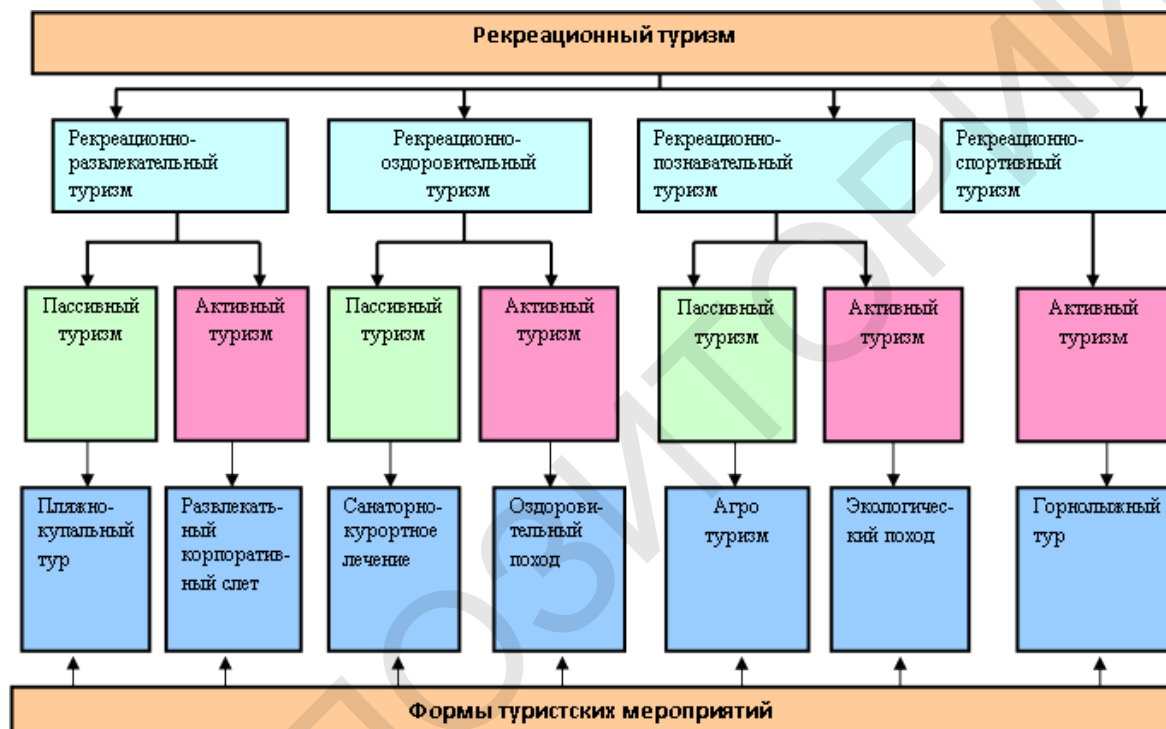 Рекреационный туризм
Рекреационно-
развлекательный
туризм
Рекреационно-
оздоровительный
туризм
Рекреационно-
познавательный
туризм
Рекреационно-
спортивный
туризм
Пассивный
туризм
Активный
туризм
Пассивный
туризм
Активный
туризм
Пассивный
туризм
Активный
туризм
Активный
туризм
Пляжно-
купальный
тур
Развлекать-
ный
корпоратив-
ный слет
Санаторно-
курортное
лечение
Оздорови-
тельный
поход
Агро
туризм
Экологичес-
кий поход
Горнолыжный
тур
Формы туристских мероприятий
ПОЗИТОРИЙ